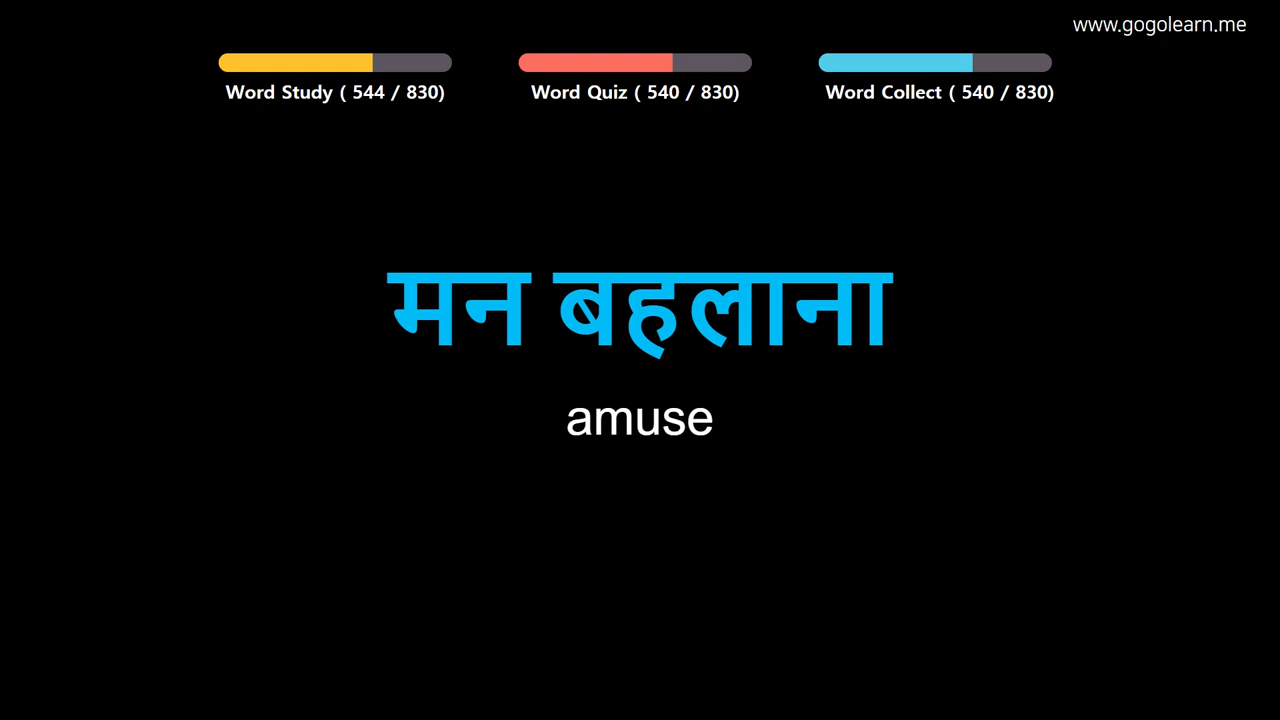 www.gogolearn.me
Word Study ( 544 / 830)
Word Quiz ( 540 / 830)
Word Collect ( 540 / 830)
मन बहलाना
amuse